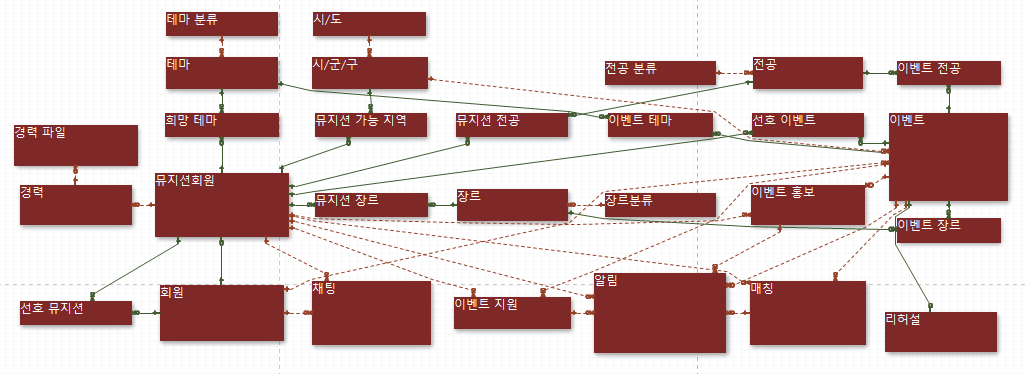 테마 분류
시/도
테마
시/군/구
전공 분류
전공
이벤트 전공
경력 파일
희망 테마
뮤지션 가능 지역
뮤지션 전공
이벤트 테마
선호 이벤트
이벤트
경력
뮤지션회원
뮤지션 장르
장르
장르분류
이벤트 홍보
이벤트 장르
선호 뮤지션
회원
채팅
이벤트 지원
알림
매칭
리허설